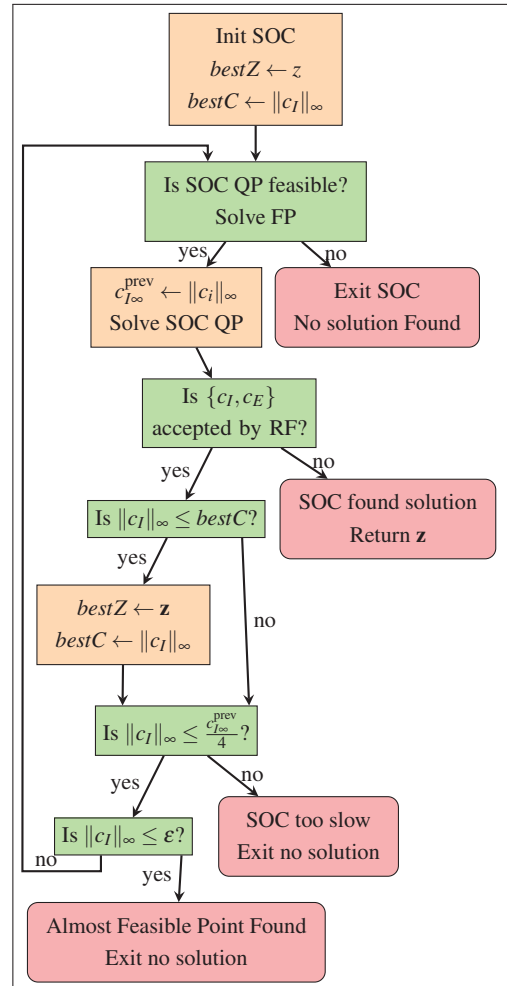 Init SOC
bestZ ← z
bestC ← ‖c_I‖_∞
Is SOC QP feasible?
Solve FP
yes
no
c_{I∞}^{prev} ← ‖c_i‖_∞
Solve SOC QP
Exit SOC
No solution Found
Is {c_I, c_E}
accepted by RF?
yes
no
SOC found solution
Return z
Is ‖c_I‖_∞ ≤ bestC?
yes
no
bestZ ← z
bestC ← ‖c_I‖_∞
Is ‖c_I‖_∞ ≤ c_{I∞}^{prev}/4?
yes
no
SOC too slow
Exit no solution
Is ‖c_I‖_∞ ≤ ε?
no
yes
Almost Feasible Point Found
Exit no solution